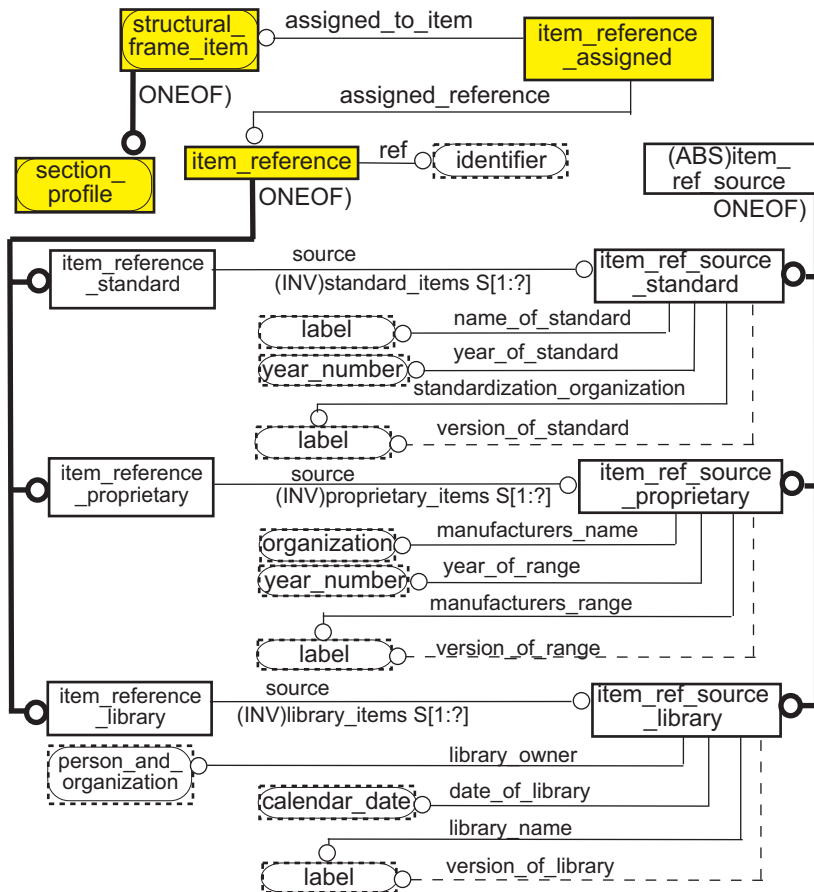 structural_
frame_item
assigned_to_item
item_reference
_assigned
ONEOF)
assigned_reference
section_
profile
item_reference
ref
identifier
(ABS)item_
ref_source
ONEOF)
ONEOF)
item_reference
_standard
source
(INV)standard_items S[1:?]
item_ref_source
_standard
label
name_of_standard
year_number
year_of_standard
standardization_organization
label
version_of_standard
item_reference
_proprietary
source
(INV)proprietary_items S[1:?]
item_ref_source
_proprietary
organization
manufacturers_name
year_number
year_of_range
manufacturers_range
label
version_of_range
item_reference
_library
source
(INV)library_items S[1:?]
item_ref_source
_library
person_and_
organization
library_owner
calendar_date
date_of_library
library_name
label
version_of_library